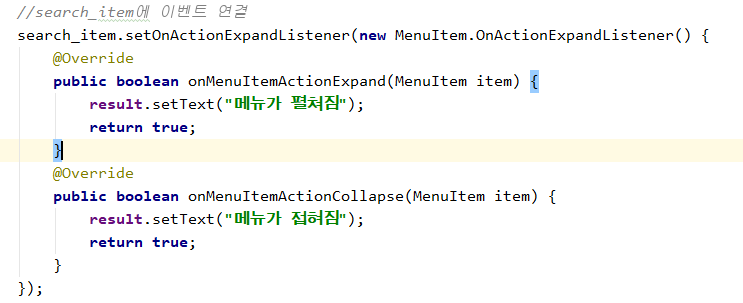 //search_item에 이벤트 연결
search_item.setOnActionExpandListener(new MenuItem.OnActionExpandListener() {
    @Override
    public boolean onMenuItemActionExpand(MenuItem item) {
        result.setText("메뉴가 펼쳐짐");
        return true;
    }
    @Override
    public boolean onMenuItemActionCollapse(MenuItem item) {
        result.setText("메뉴가 접혀짐");
        return true;
    }
});